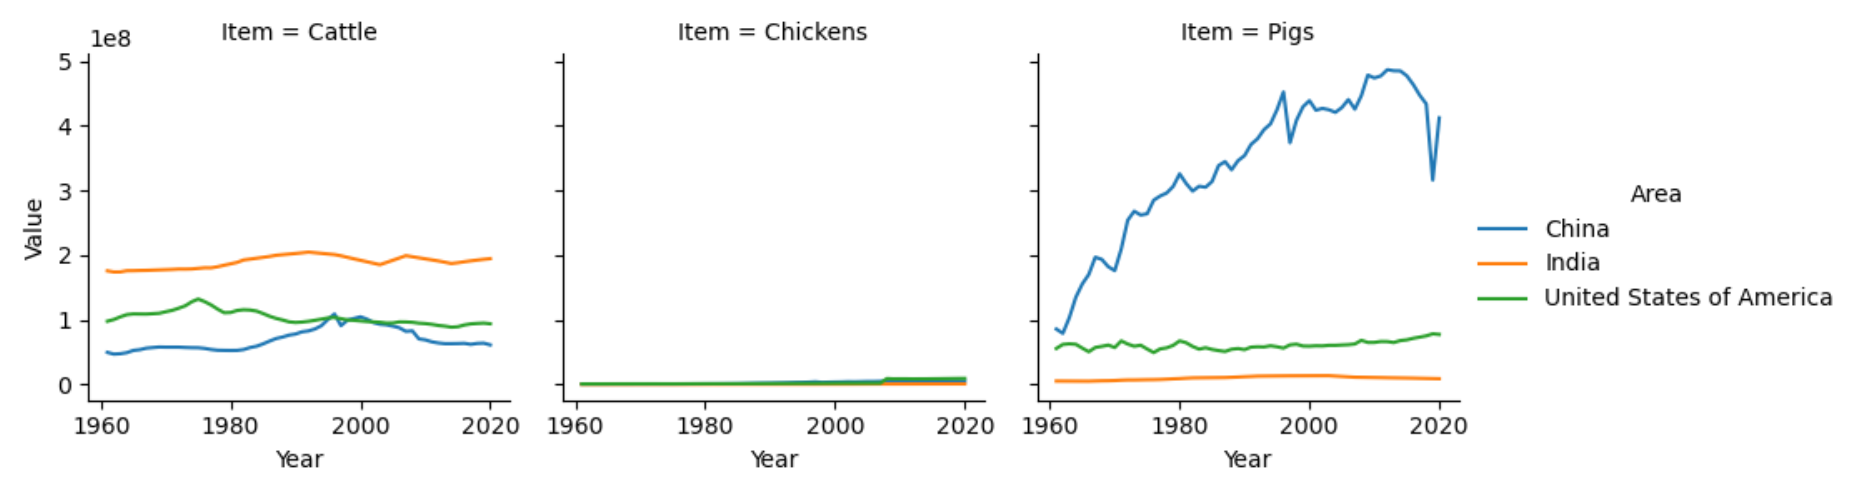 Item = Cattle
Item = Chickens
Item = Pigs
1e8
5
4
3
2
1
0
Value
1960 1980 2000 2020
1960 1980 2000 2020
1960 1980 2000 2020
Year
Year
Year
Area
China
India
United States of America